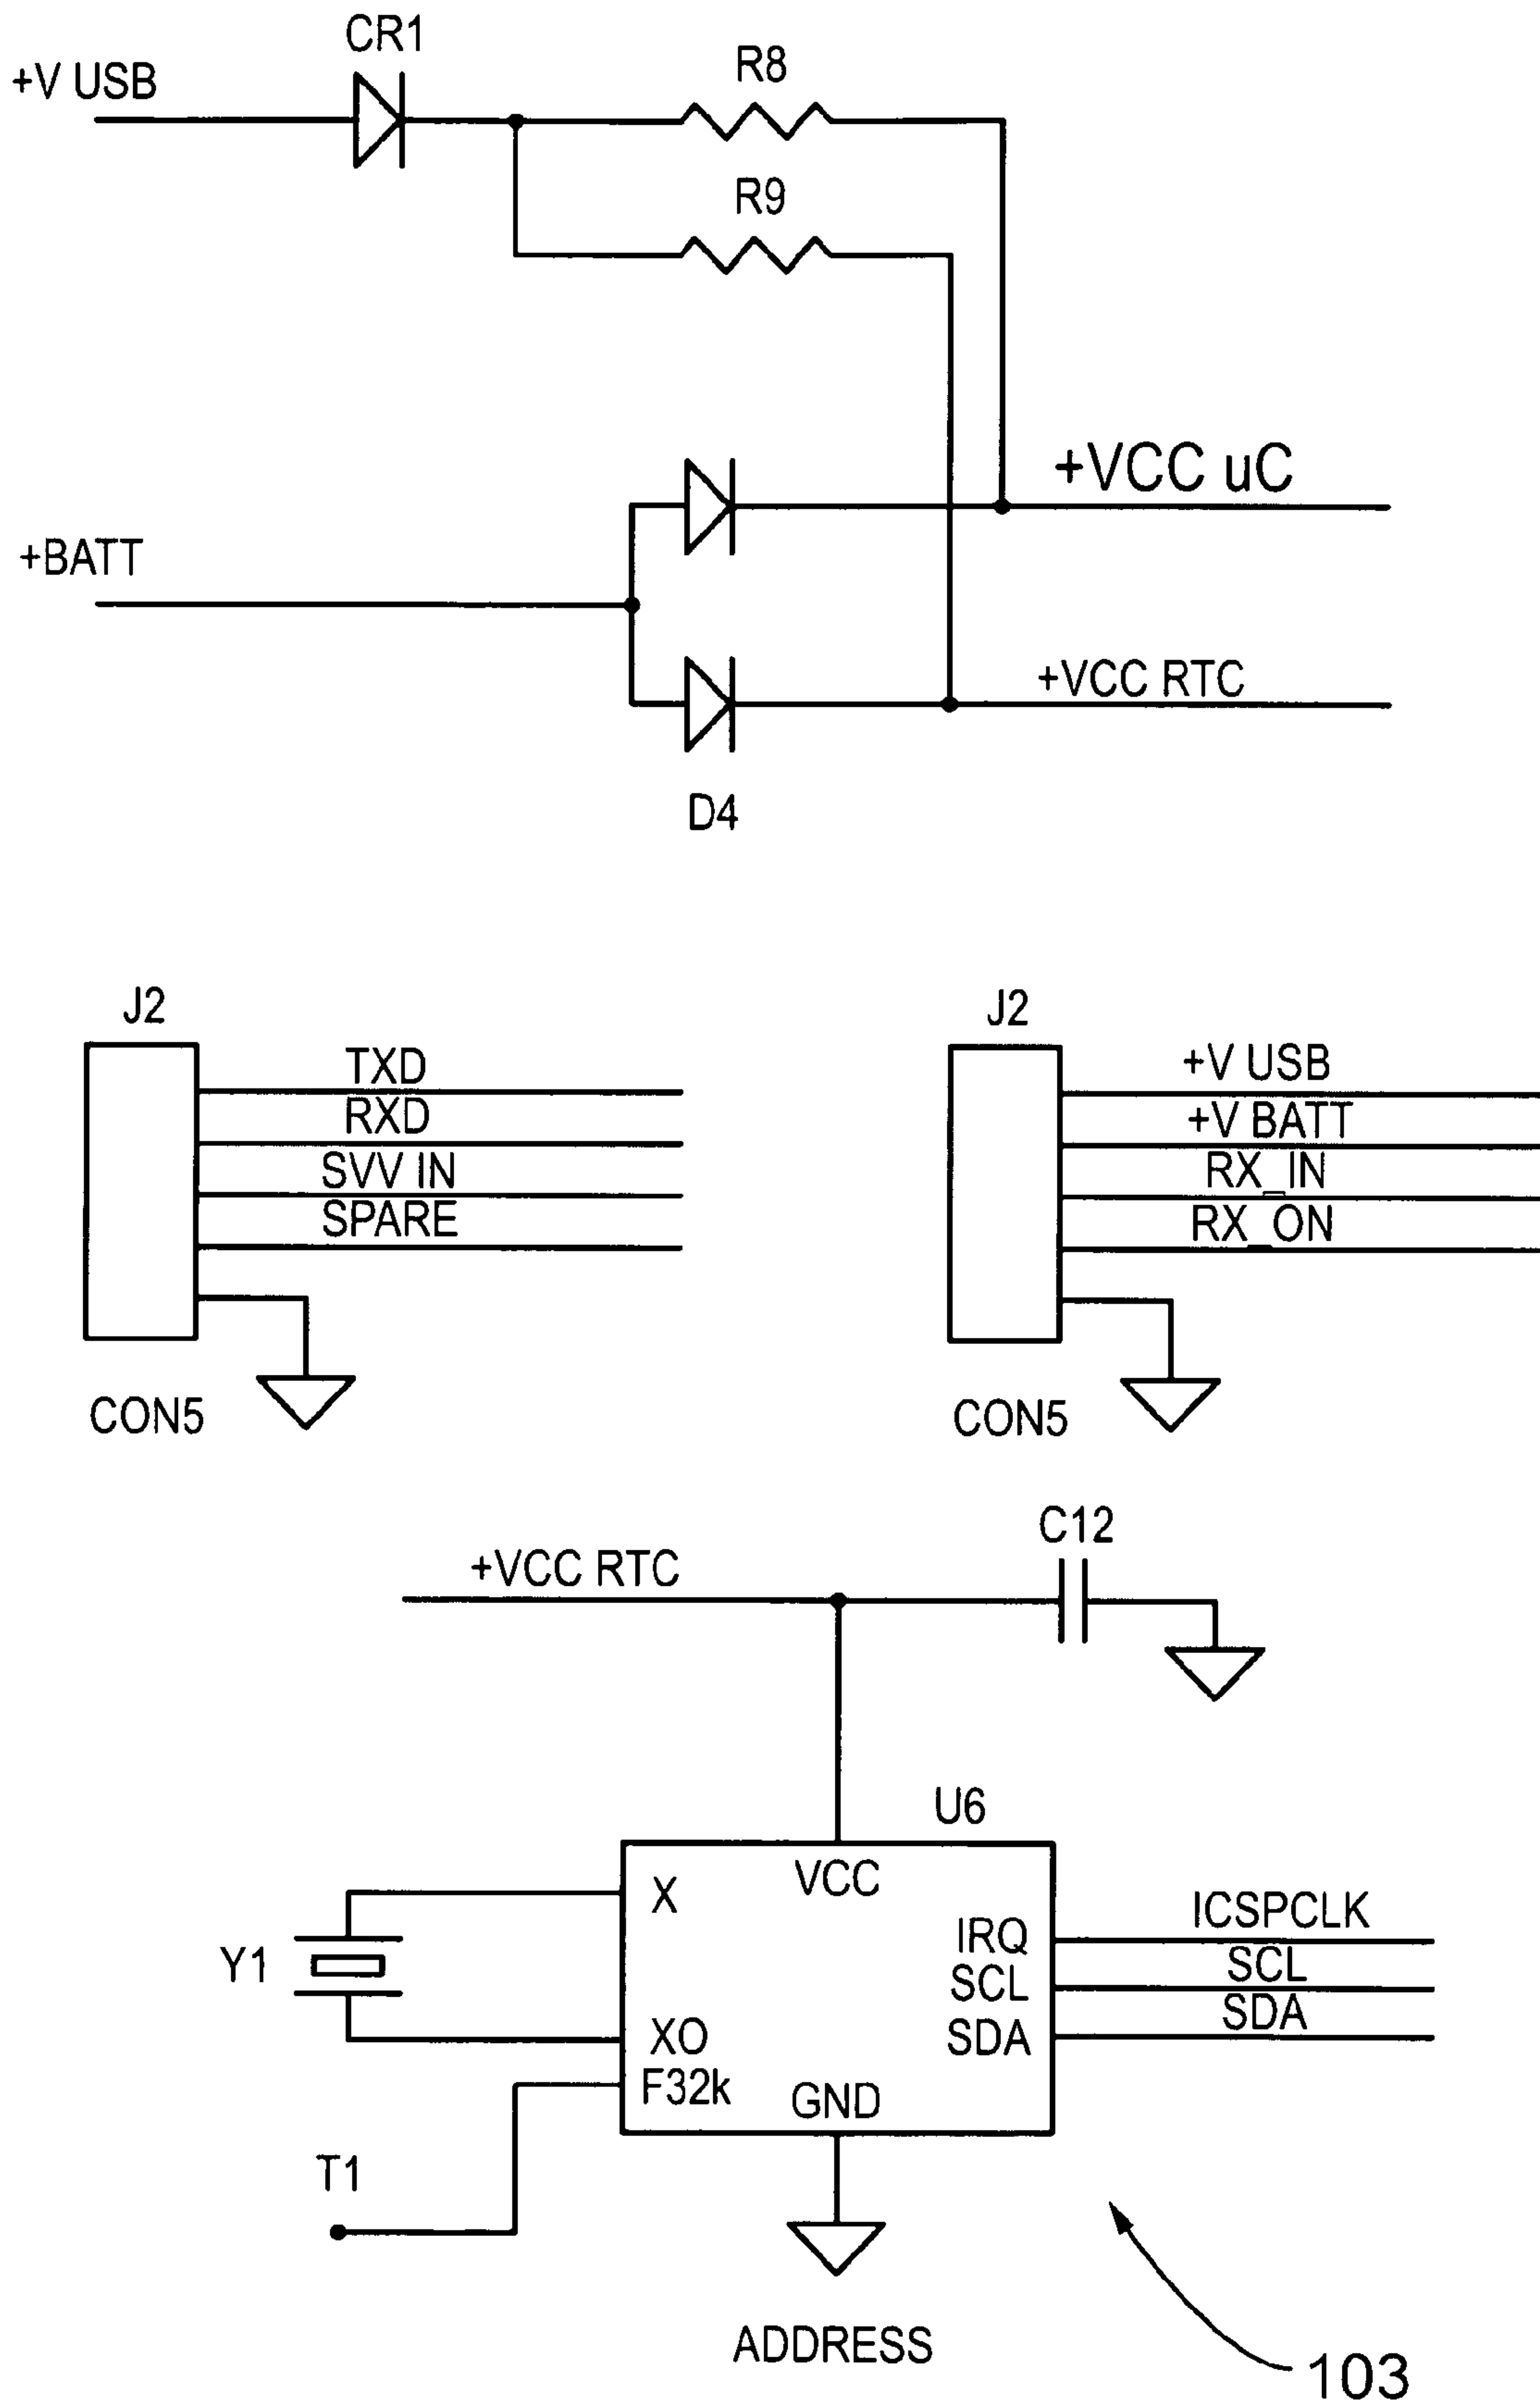 CR1
+V USB
R8
R9
+VCC uC
+BATT
+VCC RTC
D4
J2
TXD
RXD
SVV IN
SPARE
CON5
J2
+V USB
+V BATT
RX_IN
RX_ON
CON5
C12
+VCC RTC
U6
VCC
X
IRQ
ICSPCLK
SCL
SCL
Y1
XO
SDA
SDA
F32k
GND
T1
ADDRESS
103